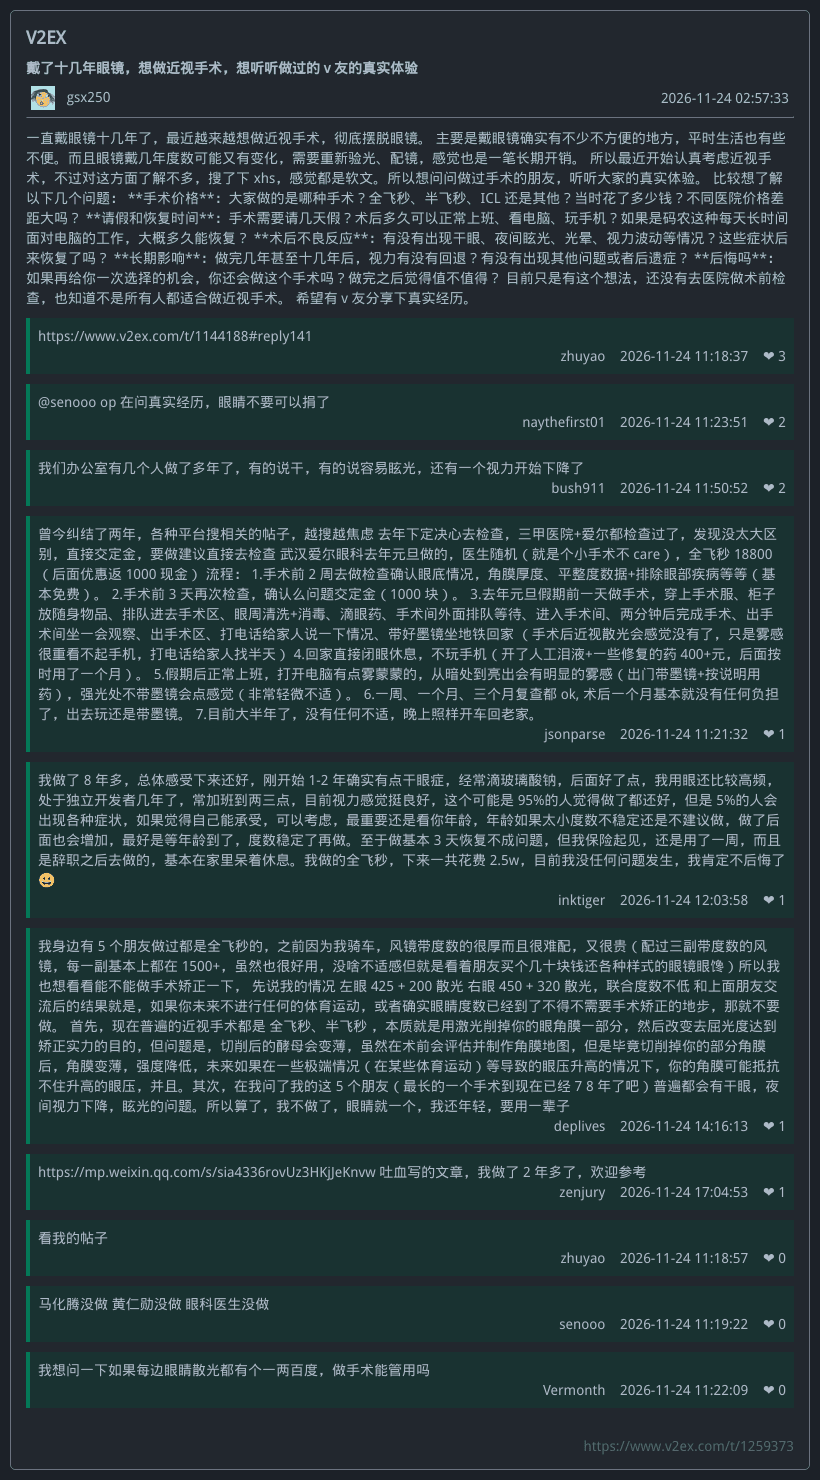 V2EX
戴了十几年眼镜，想做近视手术，想听听做过的 v 友的真实体验
gsx250 2026-11-24 02:57:33
一直戴眼镜十几年了，最近越来越想做近视手术，彻底摆脱眼镜。 主要是戴眼镜确实有不少不方便的地方，平时生活也有些
不便。而且眼镜戴几年度数可能又有变化，需要重新验光、配镜，感觉也是一笔长期开销。 所以最近开始认真考虑近视手
术，不过对这方面了解不多，搜了下 xhs，感觉都是软文。所以想问问做过手术的朋友，听听大家的真实体验。 比较想了解
以下几个问题: **手术价格**: 大家做的是哪种手术？全飞秒、半飞秒、ICL 还是其他？当时花了多少钱？不同医院价格差
距大吗？ **请假和恢复时间**: 手术需要请几天假？术后多久可以正常上班、看电脑、玩手机？如果是码农这种每天长时间
面对电脑的工作，大概多久能恢复？ **术后不良反应**: 有没有出现干眼、夜间眩光、光晕、视力波动等情况？这些症状后
来恢复了吗？ **长期影响**: 做完几年甚至十几年后，视力有没有回退？有没有出现其他问题或者后遗症？ **后悔吗**:
如果再给你一次选择的机会，你还会做这个手术吗？做完之后觉得值不值得？ 目前只是有这个想法，还没有去医院做术前检
查，也知道不是所有人都适合做近视手术。 希望有 v 友分享下真实经历。
https://www.v2ex.com/t/1144188#reply141
zhuyao 2026-11-24 11:18:37 ❤ 3
@senooo op 在问真实经历，眼睛不要可以捐了
naythefirst01 2026-11-24 11:23:51 ❤ 2
我们办公室有几个人做了多年了，有的说干，有的说容易眩光，还有一个视力开始下降了
bush911 2026-11-24 11:50:52 ❤ 2
曾今纠结了两年，各种平台搜相关的帖子，越搜越焦虑 去年下定决心去检查，三甲医院+爱尔都检查过了，发现没太大区
别，直接交定金，要做建议直接去检查 武汉爱尔眼科去年元旦做的，医生随机（就是个小手术不 care），全飞秒 18800
（后面优惠返 1000 现金） 流程: 1.手术前 2 周去做检查确认眼底情况，角膜厚度、平整度数据+排除眼部疾病等等（基
本免费）。 2.手术前 3 天再次检查，确认么问题交定金（1000 块）。 3.去年元旦假期前一天做手术，穿上手术服、柜子
放随身物品、排队进去手术区、眼周清洗+消毒、滴眼药、手术间外面排队等待、进入手术间、两分钟后完成手术、出手
术间坐一会观察、出手术区、打电话给家人说一下情况、带好墨镜坐地铁回家 （手术后近视散光会感觉没有了，只是雾感
很重看不起手机，打电话给家人找半天） 4.回家直接闭眼休息，不玩手机（开了人工泪液+一些修复的药 400+元，后面按
时用了一个月）。 5.假期后正常上班，打开电脑有点雾蒙蒙的，从暗处到亮出会有明显的雾感（出门带墨镜+按说明用
药），强光处不带墨镜会点感觉（非常轻微不适）。 6.一周、一个月、三个月复查都 ok, 术后一个月基本就没有任何负担
了，出去玩还是带墨镜。 7.目前大半年了，没有任何不适，晚上照样开车回老家。
jsonparse 2026-11-24 11:21:32 ❤ 1
我做了 8 年多，总体感受下来还好，刚开始 1-2 年确实有点干眼症，经常滴玻璃酸钠，后面好了点，我用眼还比较高频，
处于独立开发者几年了，常加班到两三点，目前视力感觉挺良好，这个可能是 95%的人觉得做了都还好，但是 5%的人会
出现各种症状，如果觉得自己能承受，可以考虑，最重要还是看你年龄，年龄如果太小度数不稳定还是不建议做，做了后
面也会增加，最好是等年龄到了，度数稳定了再做。至于做基本 3 天恢复不成问题，但我保险起见，还是用了一周，而且
是辞职之后去做的，基本在家里呆着休息。我做的全飞秒，下来一共花费 2.5w，目前我没任何问题发生，我肯定不后悔了
😀
inktiger 2026-11-24 12:03:58 ❤ 1
我身边有 5 个朋友做过都是全飞秒的，之前因为我骑车，风镜带度数的很厚而且很难配，又很贵（配过三副带度数的风
镜，每一副基本上都在 1500+，虽然也很好用，没啥不适感但就是看着朋友买个几十块钱还各种样式的眼镜眼馋）所以我
也想看看能不能做手术矫正一下， 先说我的情况 左眼 425 + 200 散光 右眼 450 + 320 散光，联合度数不低 和上面朋友交
流后的结果就是，如果你未来不进行任何的体育运动，或者确实眼睛度数已经到了不得不需要手术矫正的地步，那就不要
做。 首先，现在普遍的近视手术都是 全飞秒、半飞秒 ，本质就是用激光削掉你的眼角膜一部分，然后改变去屈光度达到
矫正实力的目的，但问题是，切削后的酵母会变薄，虽然在术前会评估并制作角膜地图，但是毕竟切削掉你的部分角膜
后，角膜变薄，强度降低，未来如果在一些极端情况（在某些体育运动）等导致的眼压升高的情况下，你的角膜可能抵抗
不住升高的眼压，并且。其次，在我问了我的这 5 个朋友（最长的一个手术到现在已经 7 8 年了吧）普遍都会有干眼，夜
间视力下降，眩光的问题。所以算了，我不做了，眼睛就一个，我还年轻，要用一辈子
deplives 2026-11-24 14:16:13 ❤ 1
https://mp.weixin.qq.com/s/sia4336rovUz3HKjJeKnvw 吐血写的文章，我做了 2 年多了，欢迎参考
zenjury 2026-11-24 17:04:53 ❤ 1
看我的帖子
zhuyao 2026-11-24 11:18:57 ❤ 0
马化腾没做 黄仁勋没做 眼科医生没做
senooo 2026-11-24 11:19:22 ❤ 0
我想问一下如果每边眼睛散光都有个一两百度，做手术能管用吗
Vermonth 2026-11-24 11:22:09 ❤ 0
https://www.v2ex.com/t/1259373